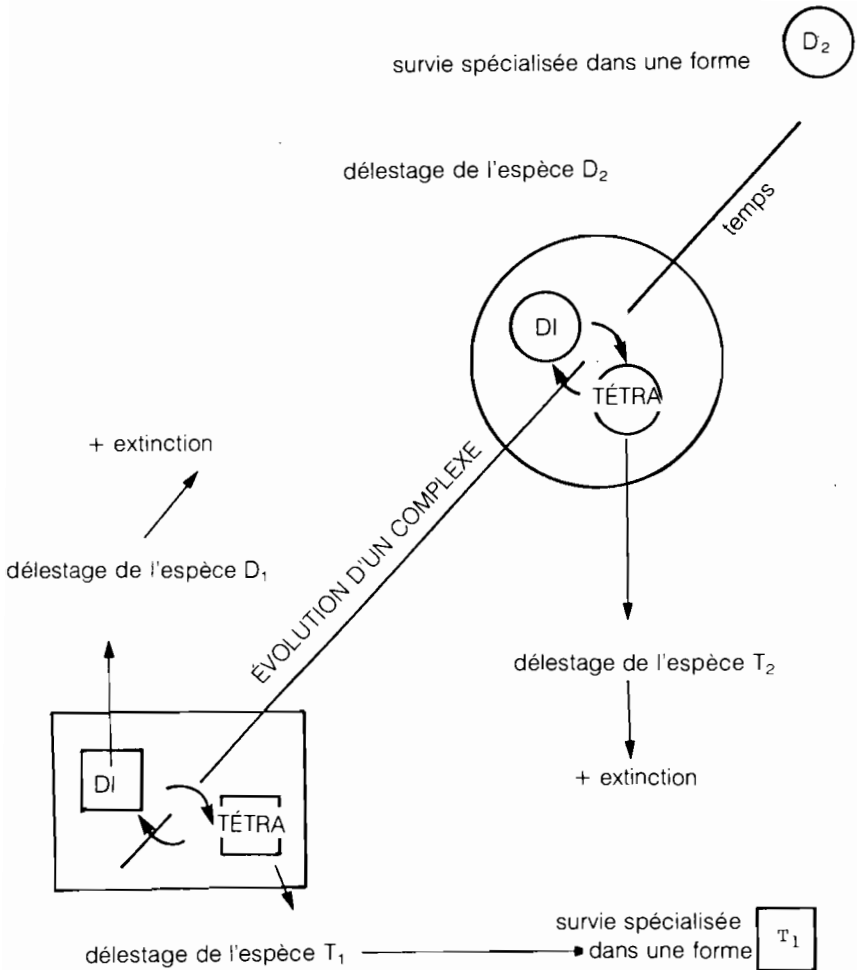 D₂
survie spécialisée dans une forme
délestage de l'espèce D₂
temps
DI
TÉTRA
+ extinction
ÉVOLUTION D'UN COMPLEXE
délestage de l'espèce D₁
délestage de l'espèce T₂
+ extinction
DI
TÉTRA
survie spécialisée
dans une forme
T₁
délestage de l'espèce T₁